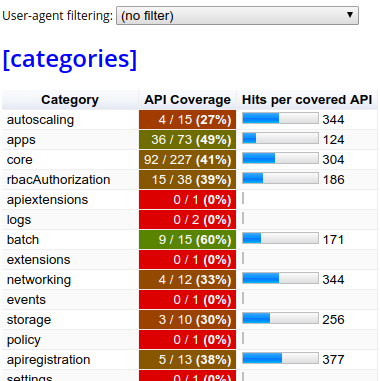 User-agent filtering: (no filter)
[categories]
Category API Coverage Hits per covered API
autoscaling 4 / 15 (27%) 344
apps 36 / 73 (49%) 124
core 92 / 227 (41%) 304
rbacAuthorization 15 / 38 (39%) 186
apiextensions 0 / 1 (0%)
logs 0 / 2 (0%)
batch 9 / 15 (60%) 171
extensions 0 / 1 (0%)
networking 4 / 12 (33%) 344
events 0 / 1 (0%)
storage 3 / 10 (30%) 256
policy 0 / 1 (0%)
apiregistration 5 / 13 (38%) 377
settings 0 / 1 (0%)